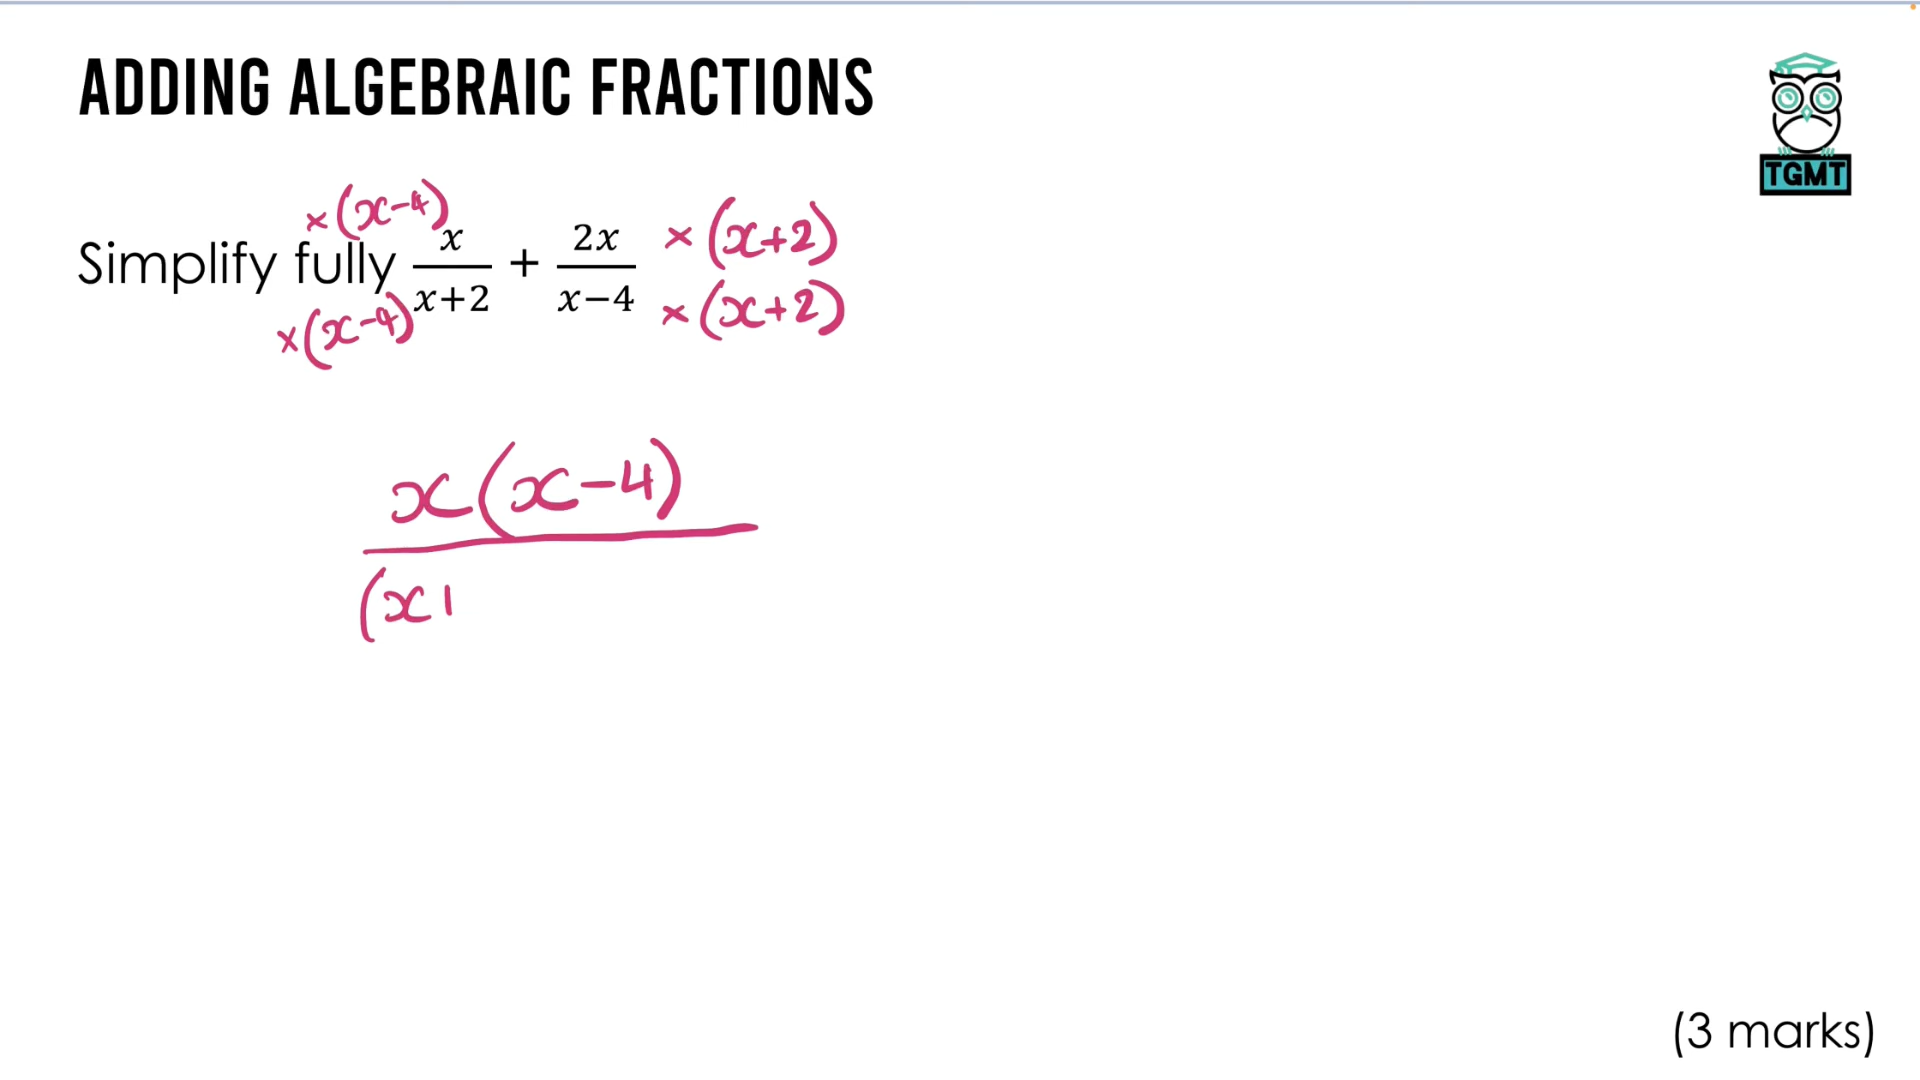 ADDING ALGEBRAIC FRACTIONS
TGMT
×(x-4) ×(x+2)
Simplify fully x/(x+2) + 2x/(x−4)
×(x-4) ×(x+2)
x(x-4)
(x ı
(3 marks)